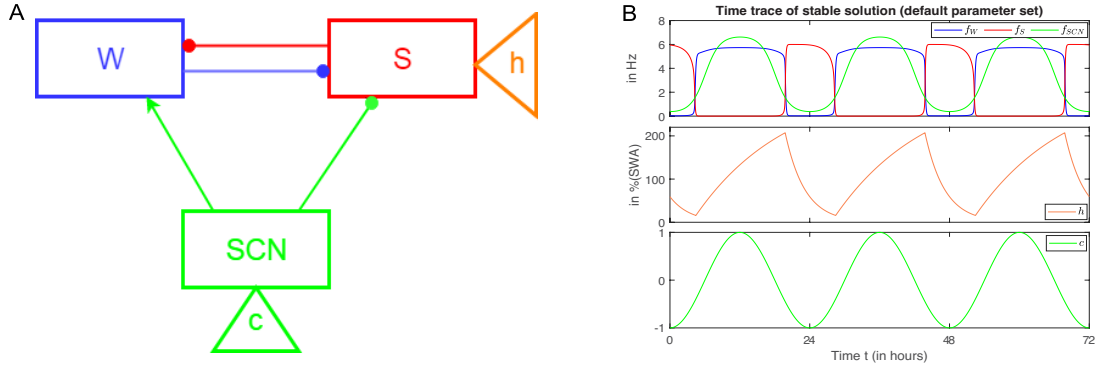 A
W
S
h
SCN
c
B
Time trace of stable solution (default parameter set)
f_W f_S f_SCN
in Hz
6
4
2
0
in %(SWA)
200
100
0
h
1
0
-1
c
0 24 48 72
Time t (in hours)